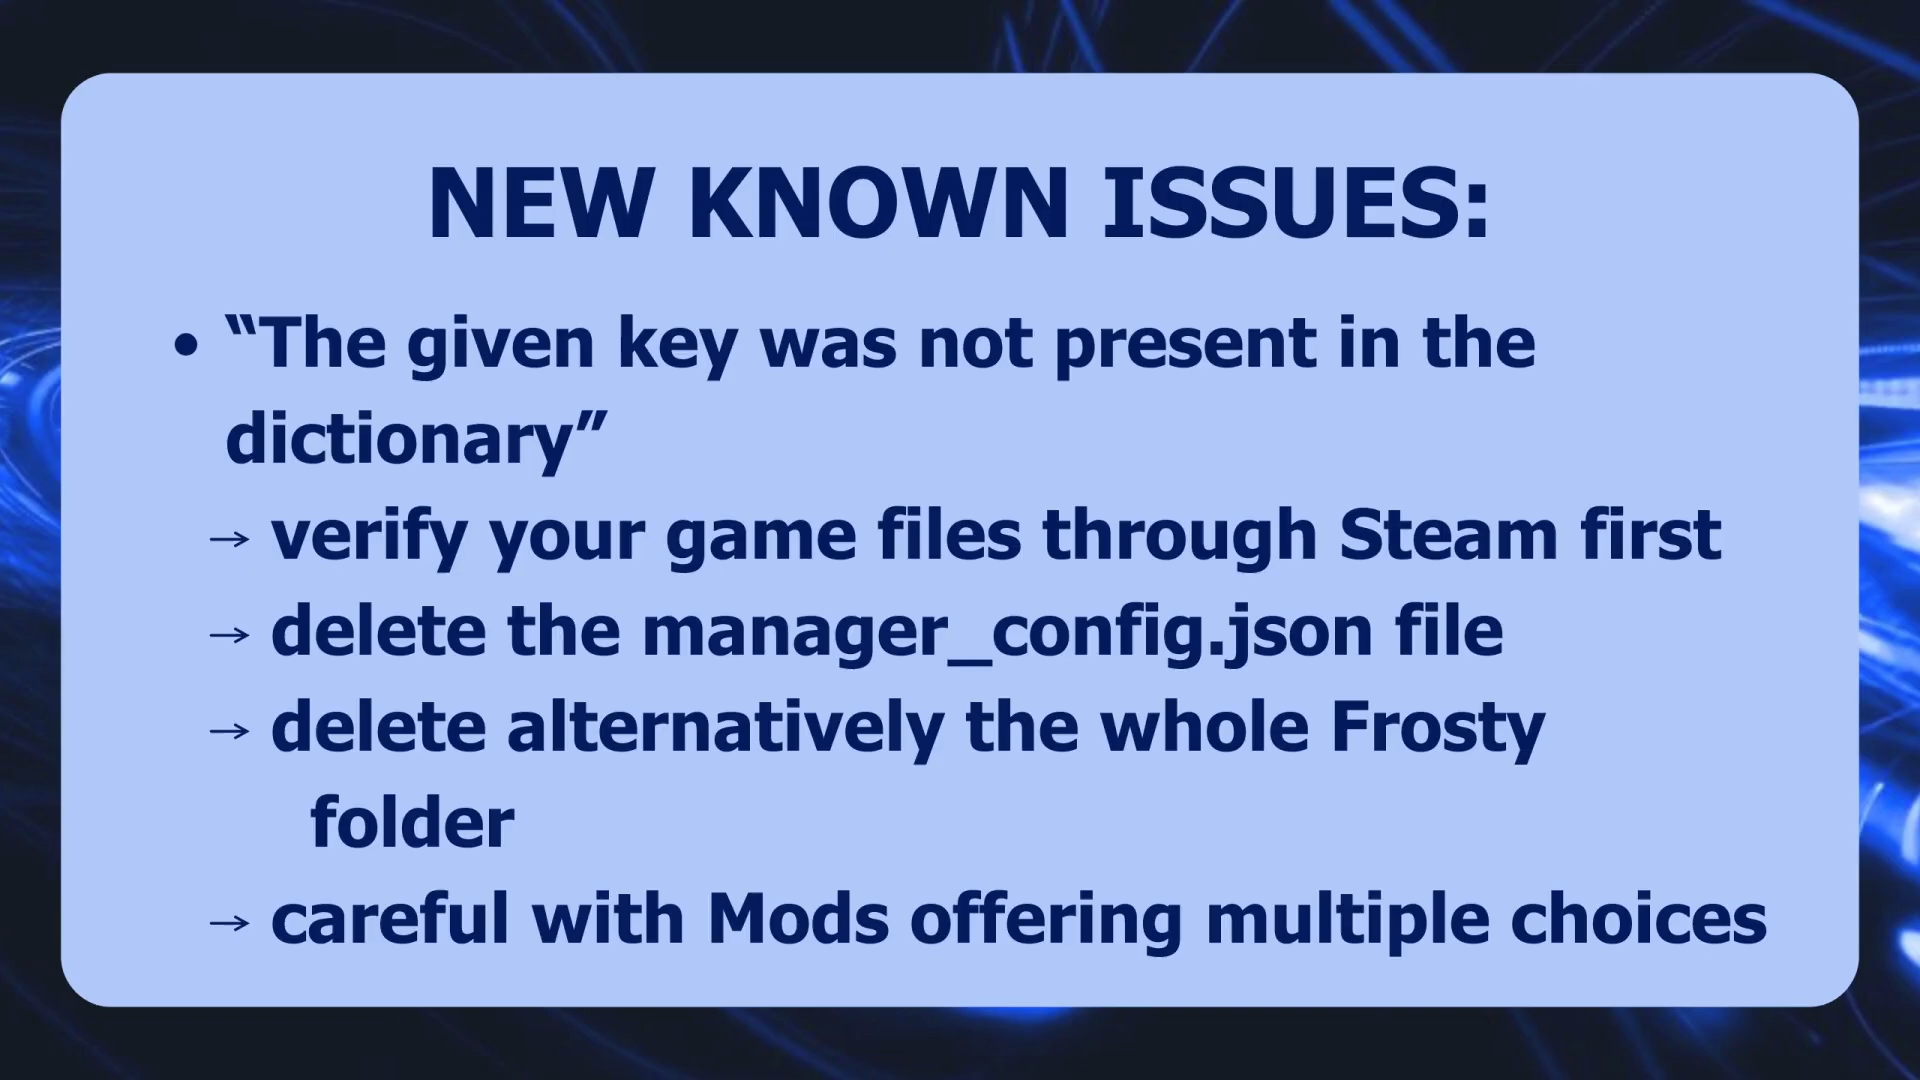 NEW KNOWN ISSUES:
• “The given key was not present in the
dictionary”
→ verify your game files through Steam first
→ delete the manager_config.json file
→ delete alternatively the whole Frosty
folder
→ careful with Mods offering multiple choices